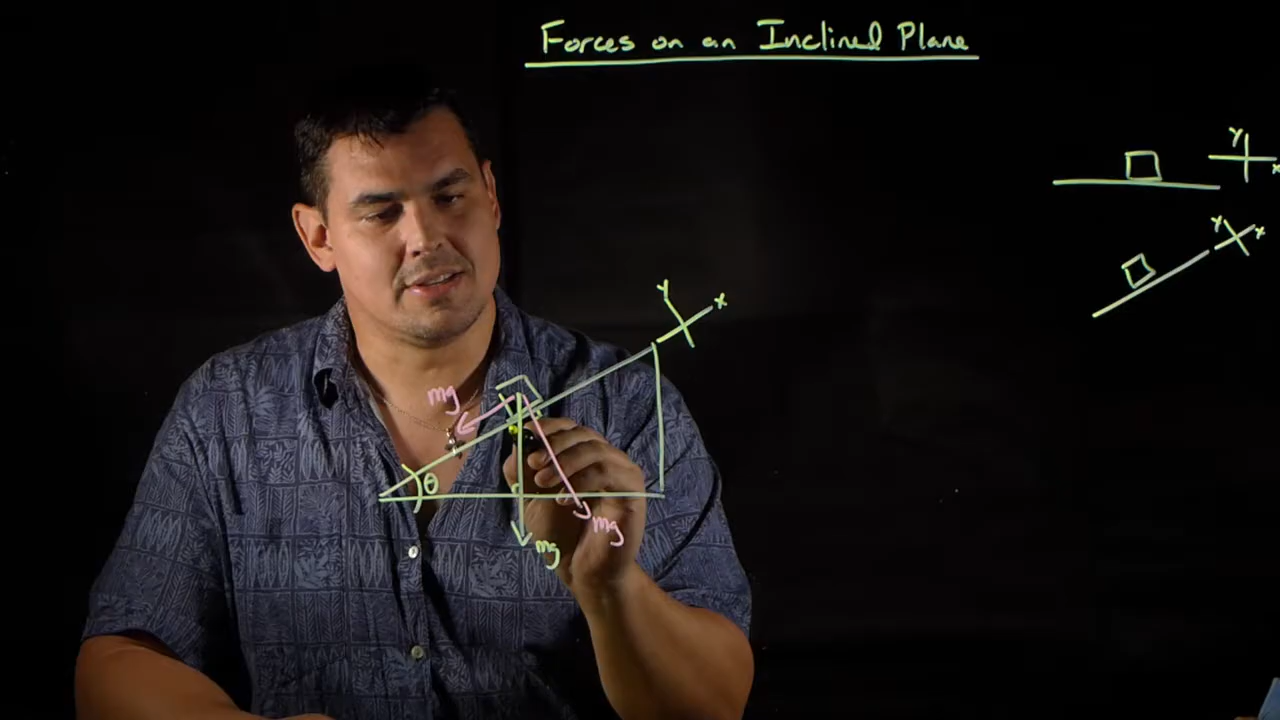 Forces on an Inclined Plane
y
x
y
x
y
x
mg
θ
mg
mg